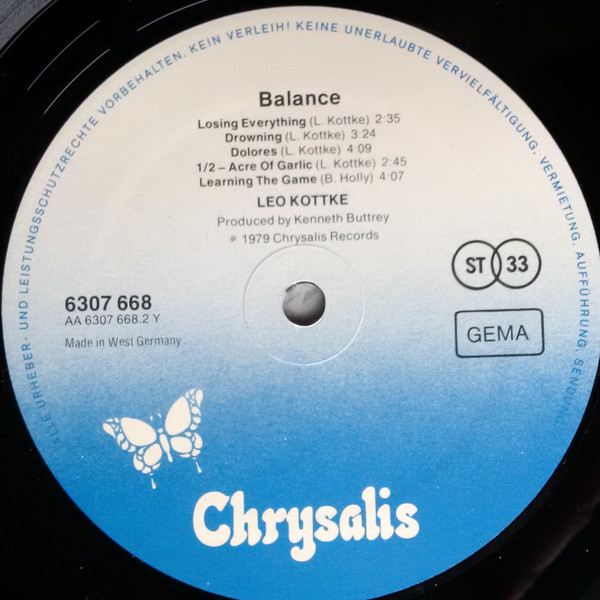 ALLE URHEBER- UND LEISTUNGSSCHUTZRECHTE VORBEHALTEN. KEIN VERLEIH! KEINE UNERLAUBTE VERVIELFÄLTIGUNG, VERMIETUNG, AUFFÜHRUNG, SENDUNG
Balance
Losing Everything (L. Kottke) 2:35
Drowning (L. Kottke) 3:24
Dolores (L. Kottke) 4:09
1/2 – Acre Of Garlic (L. Kottke) 2:45
Learning The Game (B. Holly) 4:07
LEO KOTTKE
Produced by Kenneth Buttrey
℗ 1979 Chrysalis Records
ST 33
6307 668
AA 6307 668.2 Y
GEMA
Made in West Germany
Chrysalis